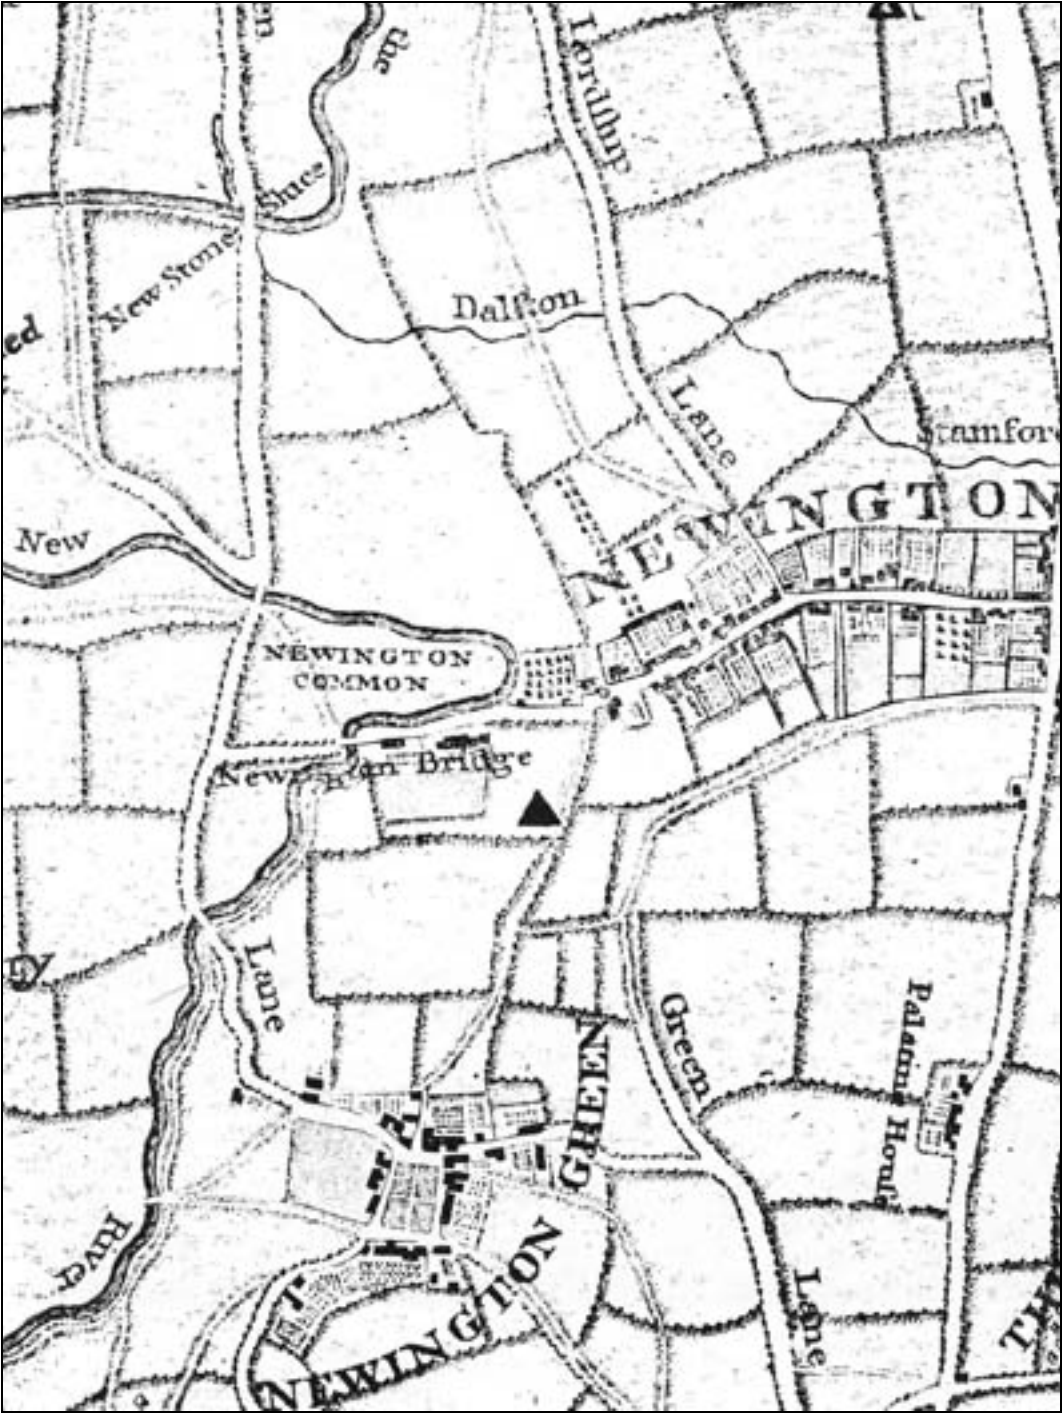 the
Lordſhip
New Stone Sluce
Dalſton
Lane
Stamfor
NEWINGTON
New
NEWINGTON
COMMON
Newington Bridge
Lane
Green
Palatine Houſe
GREEN
NEWINGTON
River
Lane